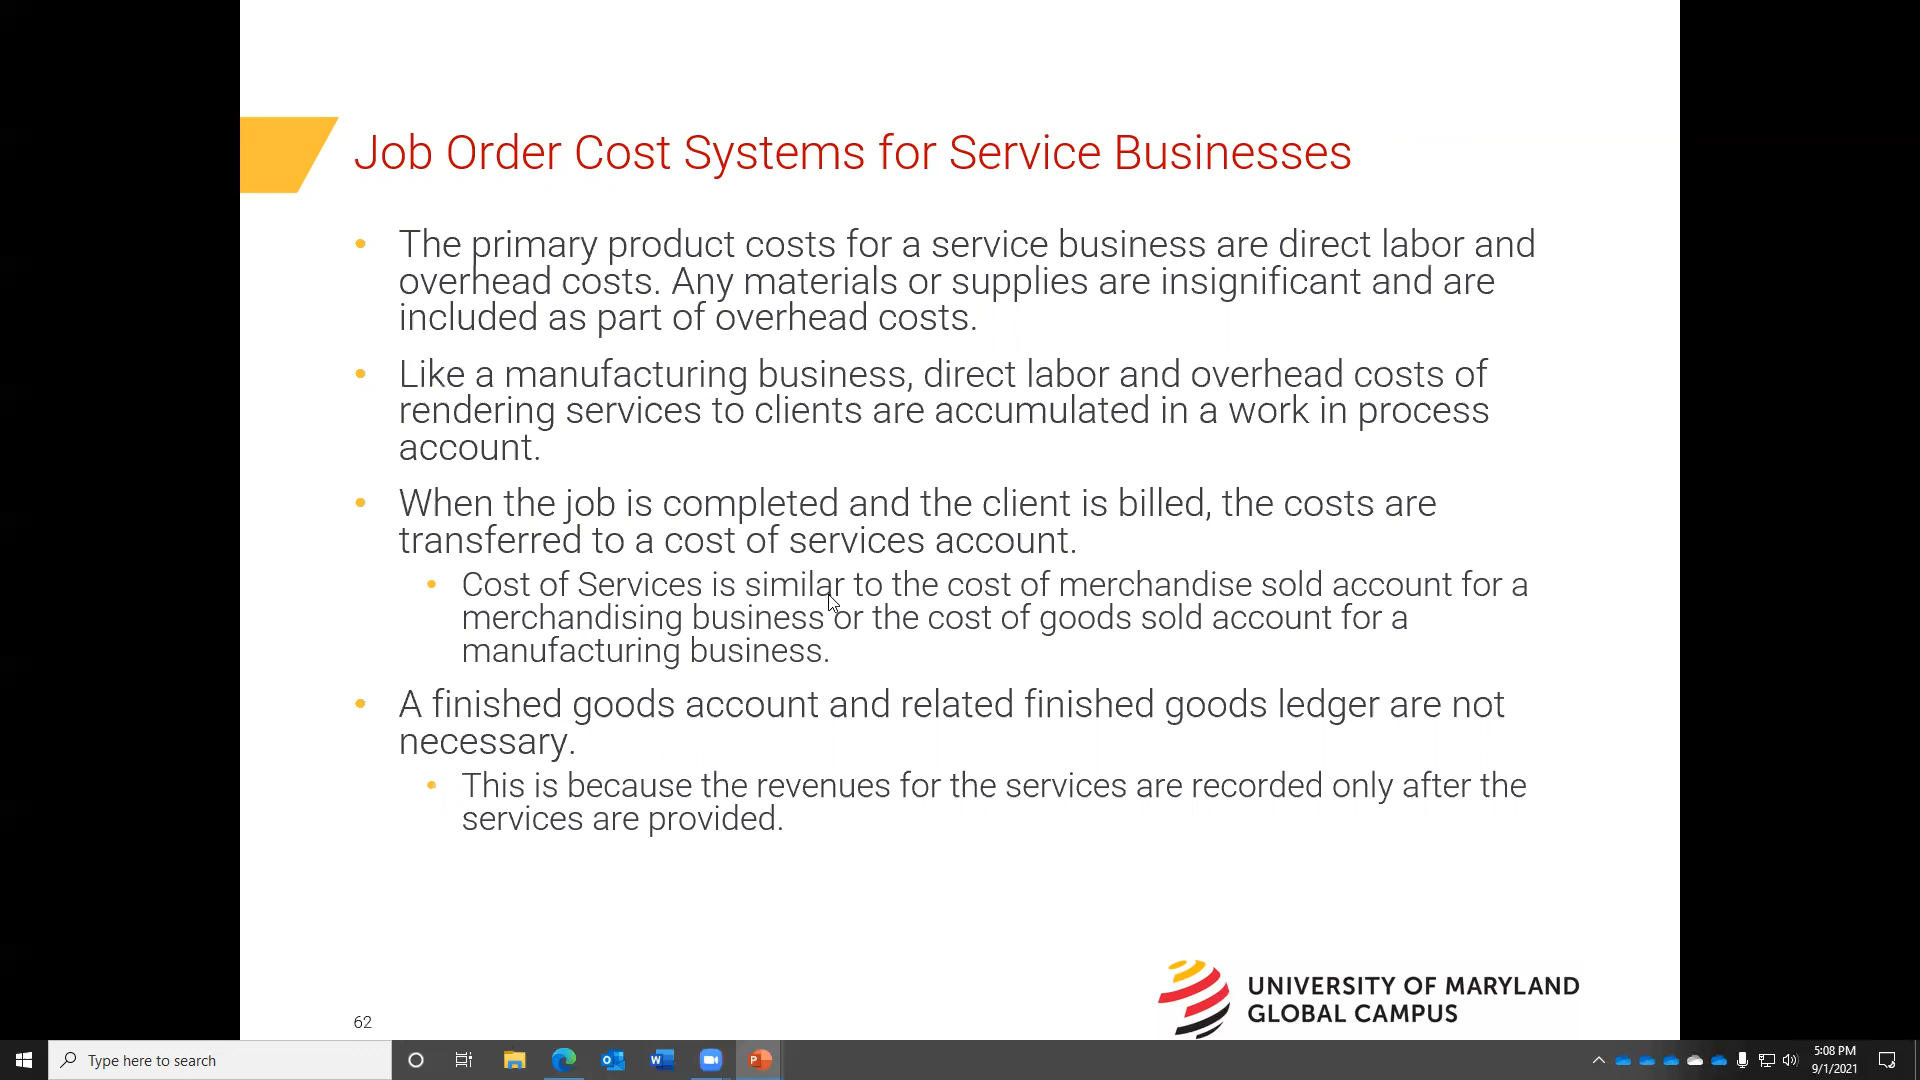 Job Order Cost Systems for Service Businesses
• The primary product costs for a service business are direct labor and
overhead costs. Any materials or supplies are insignificant and are
included as part of overhead costs.
• Like a manufacturing business, direct labor and overhead costs of
rendering services to clients are accumulated in a work in process
account.
• When the job is completed and the client is billed, the costs are
transferred to a cost of services account.
• Cost of Services is similar to the cost of merchandise sold account for a
merchandising business or the cost of goods sold account for a
manufacturing business.
• A finished goods account and related finished goods ledger are not
necessary.
• This is because the revenues for the services are recorded only after the
services are provided.
UNIVERSITY OF MARYLAND
GLOBAL CAMPUS
62
Type here to search
5:08 PM
9/1/2021